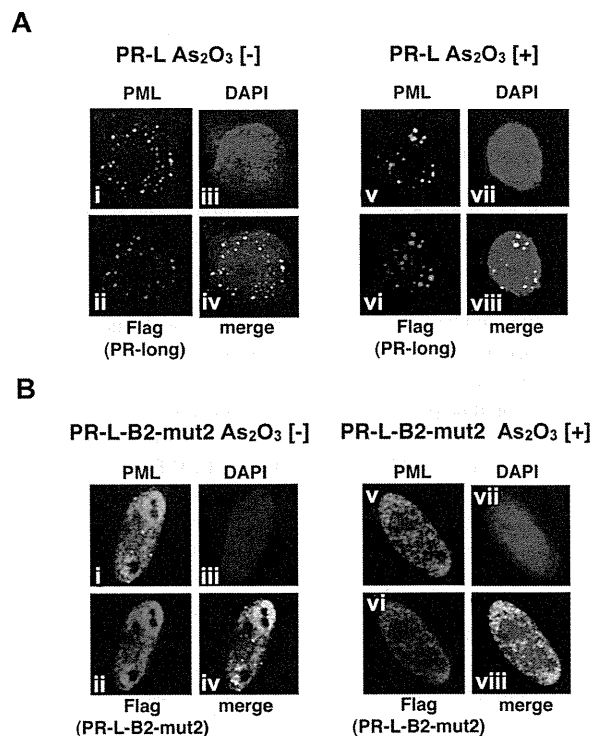 A
PR-L As₂O₃ [-]
PR-L As₂O₃ [+]
PML DAPI
PML DAPI
i iii
v vii
ii iv
vi viii
Flag merge
(PR-long)
Flag merge
(PR-long)
B
PR-L-B2-mut2 As₂O₃ [-]
PR-L-B2-mut2 As₂O₃ [+]
PML DAPI
PML DAPI
i iii
v vii
ii iv
vi viii
Flag merge
(PR-L-B2-mut2)
Flag merge
(PR-L-B2-mut2)